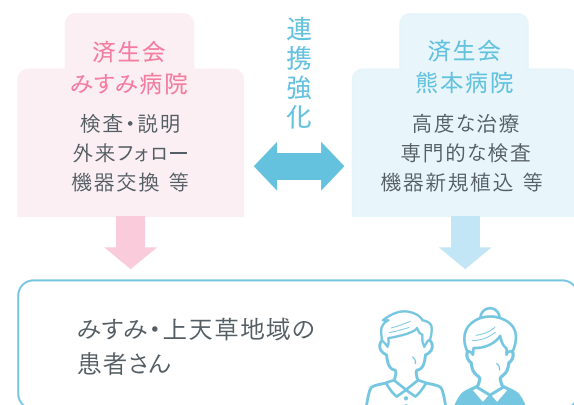 済生会
みすみ病院
検査・説明
外来フォロー
機器交換 等
連携強化
済生会
熊本病院
高度な治療
専門的な検査
機器新規植込 等
みすみ・上天草地域の
患者さん